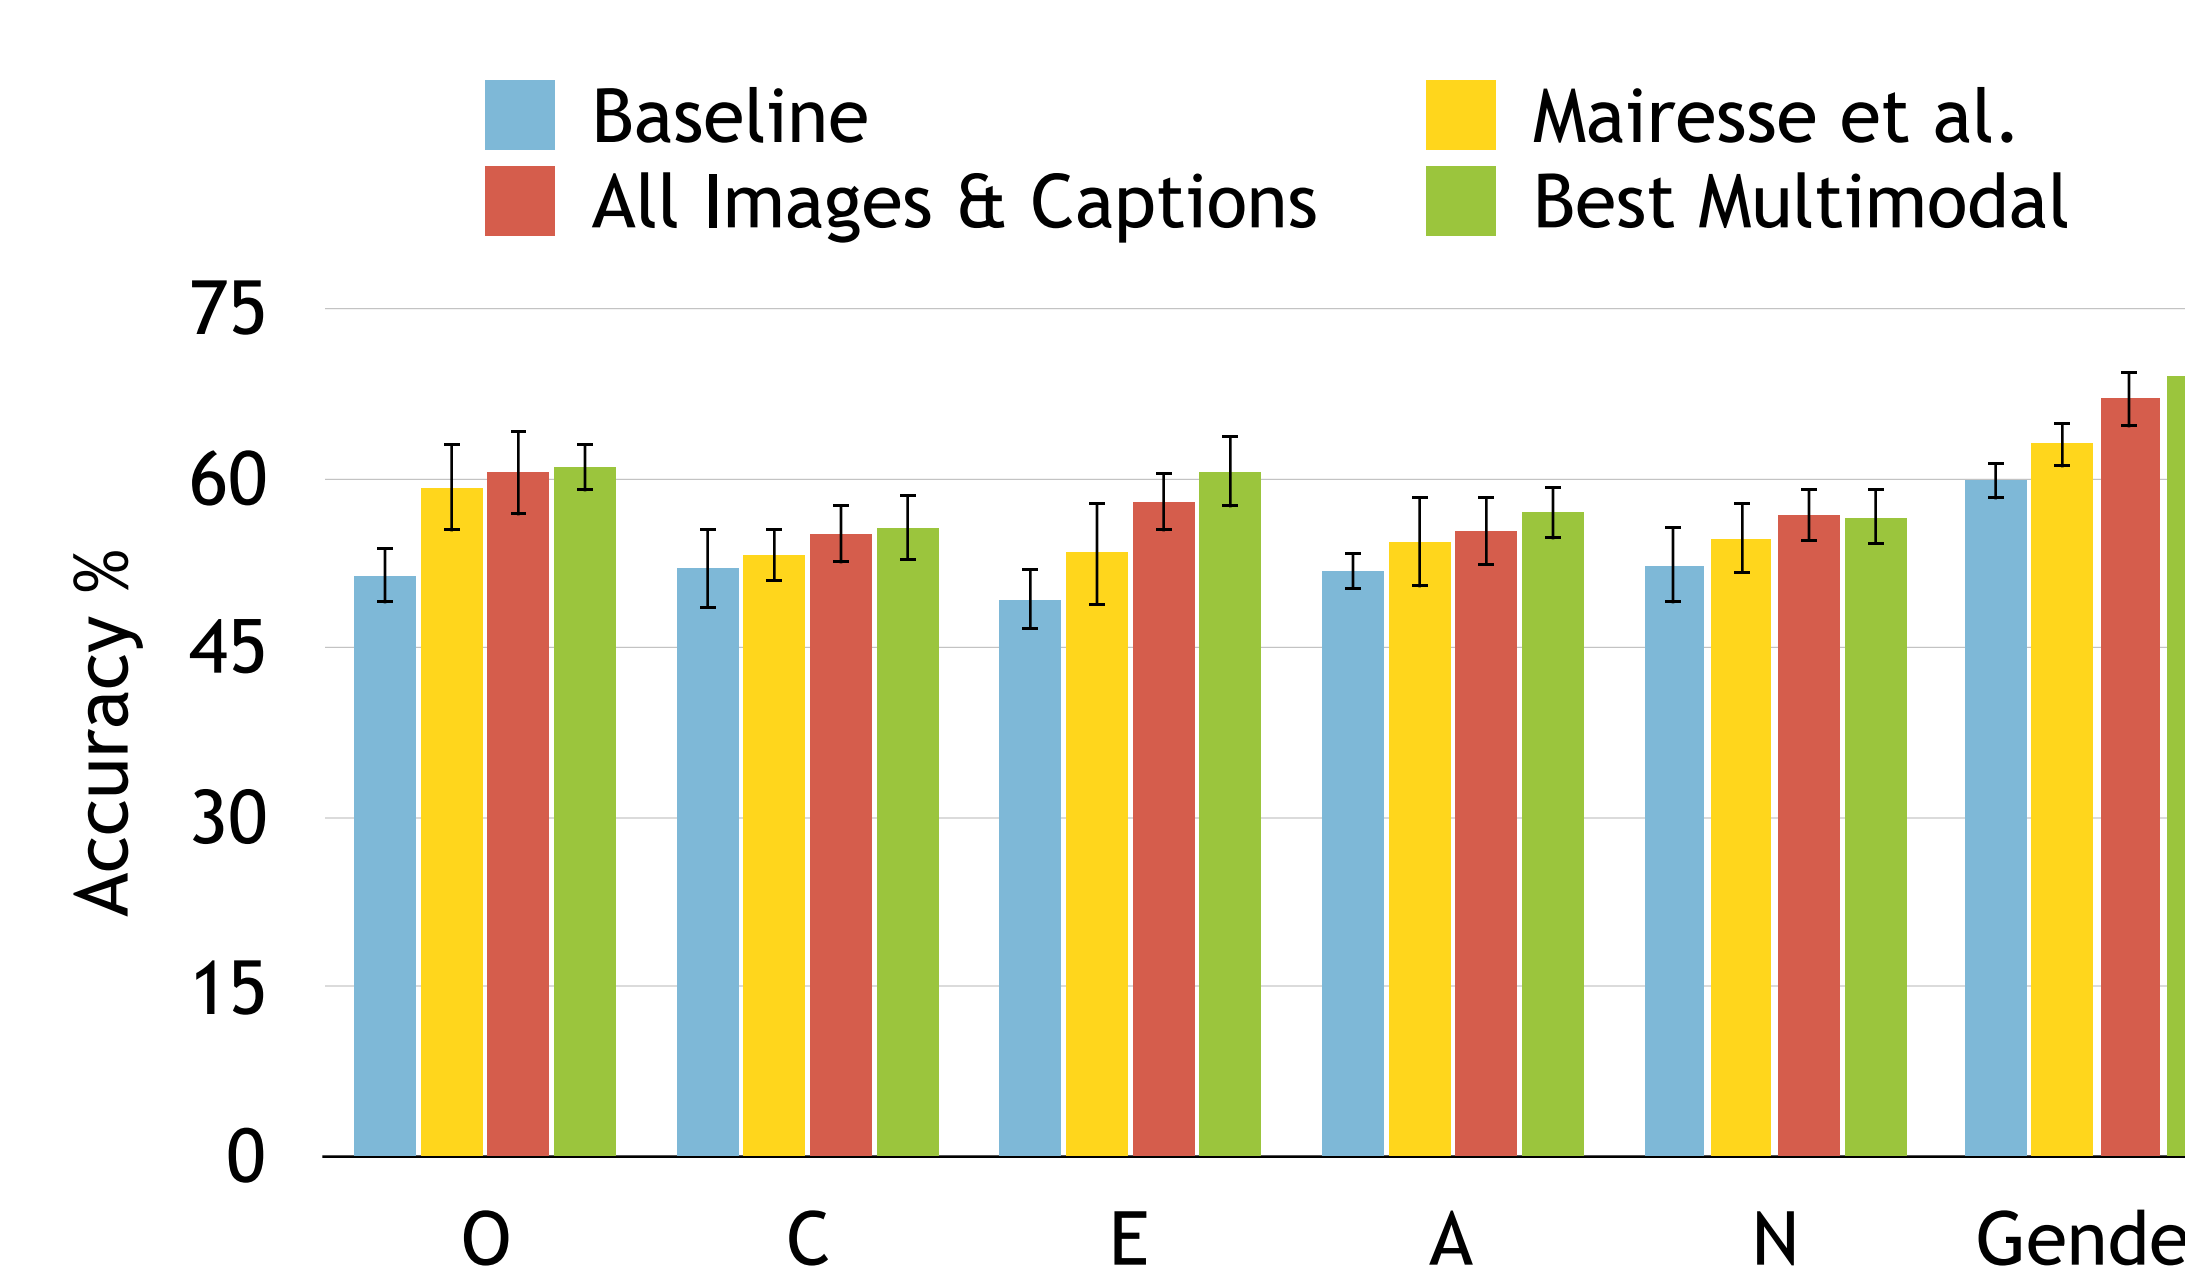 Baseline
Mairesse et al.
All Images & Captions
Best Multimodal
75
60
45
30
15
0
Accuracy %
O
C
E
A
N
Gende